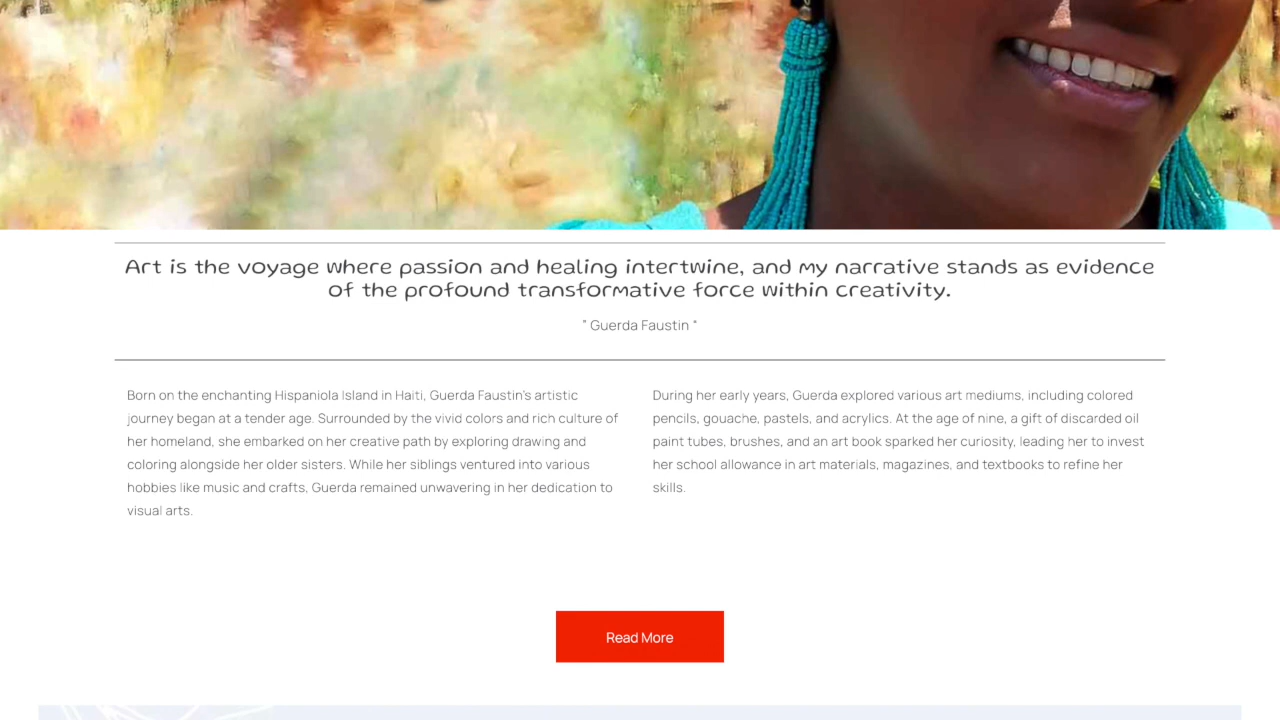 Art is the voyage where passion and healing intertwine, and my narrative stands as evidence
of the profound transformative force within creativity.
" Guerda Faustin "
Born on the enchanting Hispaniola Island in Haiti, Guerda Faustin's artistic
journey began at a tender age. Surrounded by the vivid colors and rich culture of
her homeland, she embarked on her creative path by exploring drawing and
coloring alongside her older sisters. While her siblings ventured into various
hobbies like music and crafts, Guerda remained unwavering in her dedication to
visual arts.
During her early years, Guerda explored various art mediums, including colored
pencils, gouache, pastels, and acrylics. At the age of nine, a gift of discarded oil
paint tubes, brushes, and an art book sparked her curiosity, leading her to invest
her school allowance in art materials, magazines, and textbooks to refine her
skills.
Read More